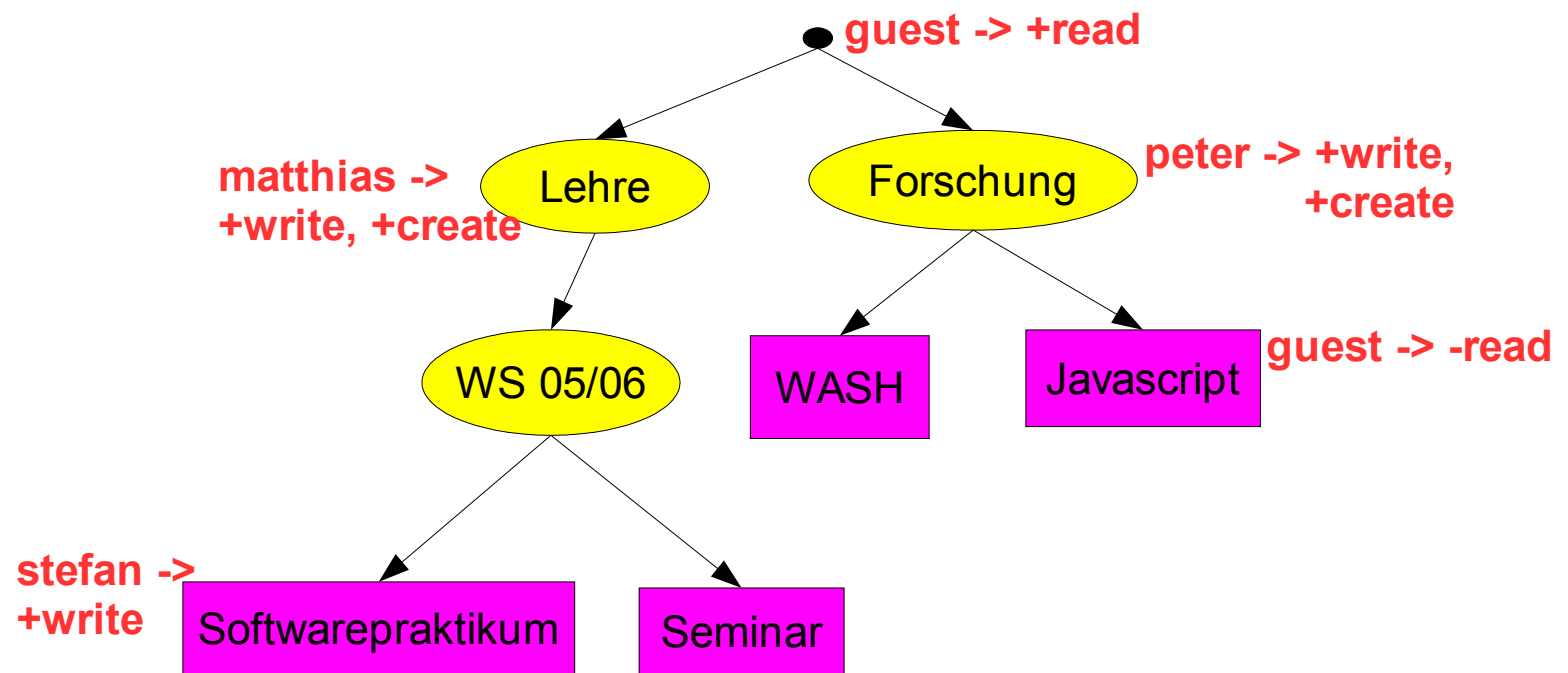 guest -> +read
matthias ->
+write, +create
Lehre
Forschung
peter -> +write,
+create
WS 05/06
WASH
Javascript
guest -> -read
stefan ->
+write
Softwarepraktikum
Seminar